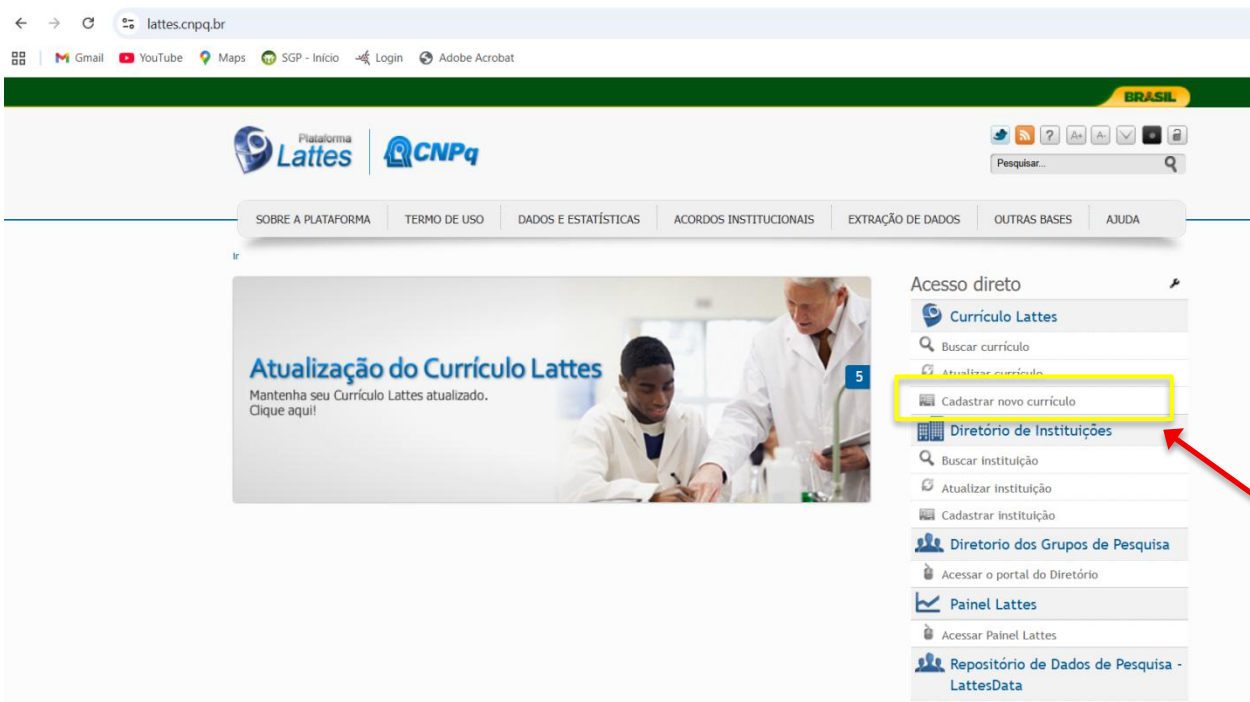 lattes.cnpq.br
Gmail YouTube Maps SGP - Início Login Adobe Acrobat
BRASIL
Plataforma
Lattes
CNPq
? A+ A-
Pesquisar...
SOBRE A PLATAFORMA TERMO DE USO DADOS E ESTATÍSTICAS ACORDOS INSTITUCIONAIS EXTRAÇÃO DE DADOS OUTRAS BASES AJUDA
Ir
Atualização do Currículo Lattes
Mantenha seu Currículo Lattes atualizado.
Clique aqui!
5
Acesso direto
Currículo Lattes
Buscar currículo
Atualizar currículo
Cadastrar novo currículo
Diretório de Instituições
Buscar instituição
Atualizar instituição
Cadastrar instituição
Diretorio dos Grupos de Pesquisa
Acessar o portal do Diretório
Painel Lattes
Acessar Painel Lattes
Repositório de Dados de Pesquisa -
LattesData